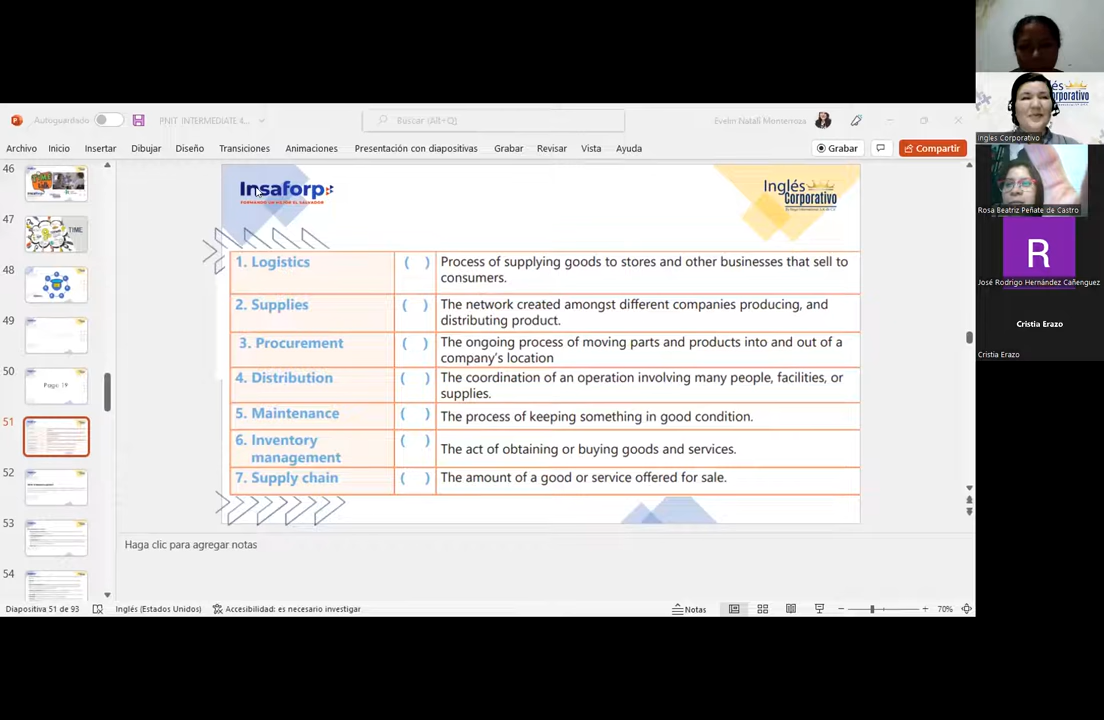 Autoguardado
PNIT_INTERMEDIATE 4...
Buscar (Alt+Q)
Evelin Natali Monterroza
Archivo Inicio Insertar Dibujar Diseño Transiciones Animaciones Presentación con diapositivas Grabar Revisar Vista Ayuda
Grabar
Compartir
46
47
TIME
48
49
50
Page: 19
51
52
53
54
Insaforp
Inglés
Corporativo
1. Logistics ( ) Process of supplying goods to stores and other businesses that sell to
consumers.
2. Supplies ( ) The network created amongst different companies producing, and
distributing product.
3. Procurement ( ) The ongoing process of moving parts and products into and out of a
company's location
4. Distribution ( ) The coordination of an operation involving many people, facilities, or
supplies.
5. Maintenance ( ) The process of keeping something in good condition.
6. Inventory
management ( ) The act of obtaining or buying goods and services.
7. Supply chain ( ) The amount of a good or service offered for sale.
Haga clic para agregar notas
Diapositiva 51 de 93 Inglés (Estados Unidos) Accesibilidad: es necesario investigar Notas 70%
Ingles Corporativo
Rosa Beatriz Peñate de Castro
R
José Rodrigo Hernández Cañenguez
Cristia Erazo
Cristia Erazo